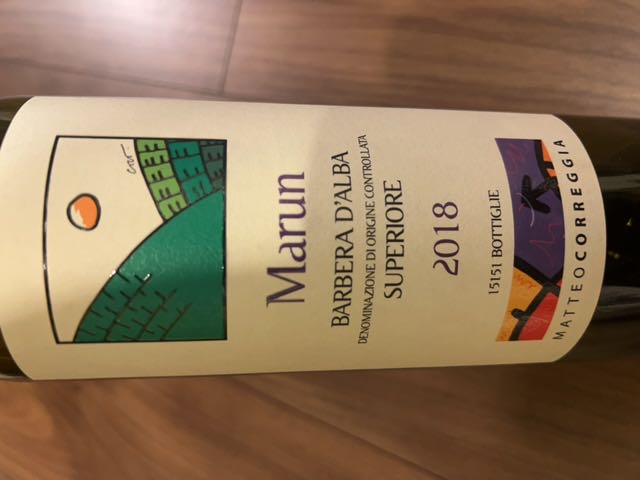 Marun
BARBERA D'ALBA
DENOMINAZIONE DI ORIGINE CONTROLLATA
SUPERIORE
2018
15151 BOTTIGLIE
MATTEOCORREGGIA